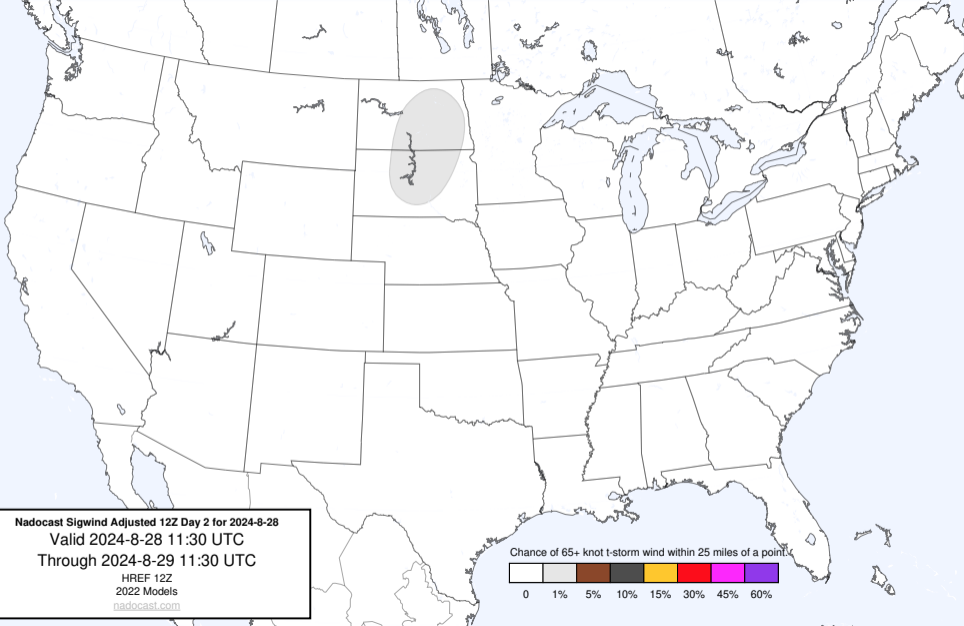 Nadocast Sigwind Adjusted 12Z Day 2 for 2024-8-28
Valid 2024-8-28 11:30 UTC
Through 2024-8-29 11:30 UTC
HREF 12Z
2022 Models
nadocast.com
Chance of 65+ knot t-storm wind within 25 miles of a point.
0 1% 5% 10% 15% 30% 45% 60%